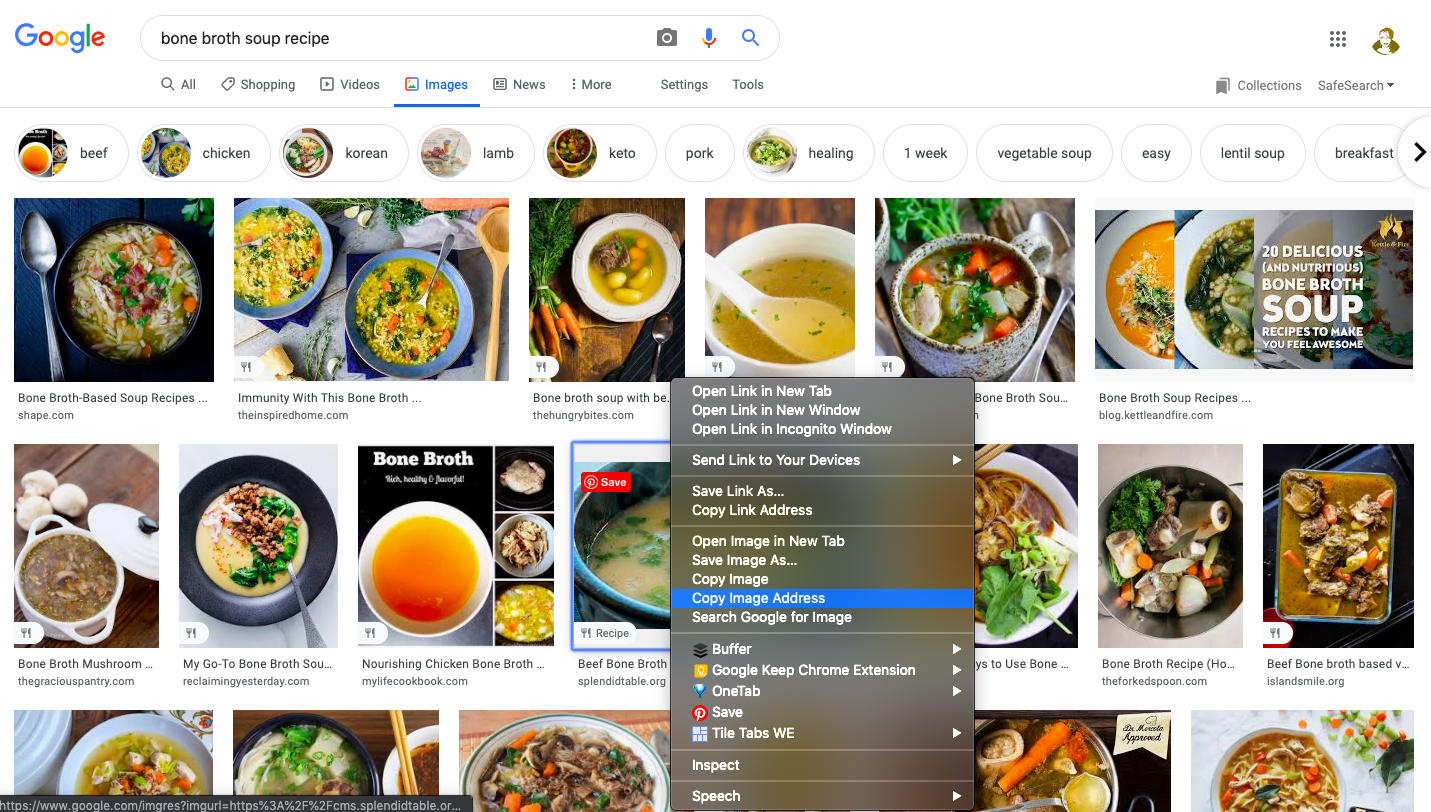 Google
bone broth soup recipe
All
Shopping
Videos
Images
News
More
Settings
Tools
Collections
SafeSearch
beef
chicken
korean
lamb
keto
pork
healing
1 week
vegetable soup
easy
lentil soup
breakfast
Kettle & Fire
20 DELICIOUS
(AND NUTRITIOUS)
BONE BROTH
SOUP
RECIPES TO MAKE
YOU FEEL AWESOME
Bone Broth-Based Soup Recipes ...
shape.com
Immunity With This Bone Broth ...
theinspiredhome.com
Bone broth soup with be
thehungrybites.com
Bone Broth Sou...
Bone Broth Soup Recipes ...
blog.kettleandfire.com
Bone Broth
Rich, healthy & flavorful!
Save
Recipe
Bone Broth Mushroom ...
thegraciouspantry.com
My Go-To Bone Broth Sou...
reclaimingyesterday.com
Nourishing Chicken Bone Broth ...
mylifecookbook.com
Beef Bone Broth
splendidtable.org
ys to Use Bone ...
Bone Broth Recipe (Ho...
theforkedspoon.com
Beef Bone broth based v...
islandsmile.org
Open Link in New Tab
Open Link in New Window
Open Link in Incognito Window
Send Link to Your Devices
Save Link As...
Copy Link Address
Open Image in New Tab
Save Image As...
Copy Image
Copy Image Address
Search Google for Image
Buffer
Google Keep Chrome Extension
OneTab
Save
Tile Tabs WE
Inspect
Speech
Dr. Mercola
Approved
https://www.google.com/imgres?imgurl=https%3A%2F%2Fcms.splendidtable.or...